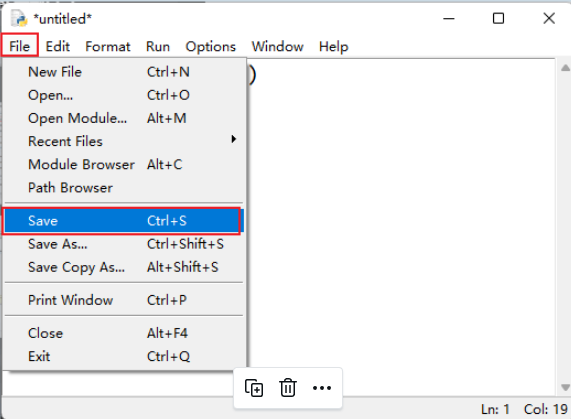 *untitled*
File Edit Format Run Options Window Help
New File Ctrl+N
Open... Ctrl+O
Open Module... Alt+M
Recent Files
Module Browser Alt+C
Path Browser
Save Ctrl+S
Save As... Ctrl+Shift+S
Save Copy As... Alt+Shift+S
Print Window Ctrl+P
Close Alt+F4
Exit Ctrl+Q
)
Ln: 1 Col: 19